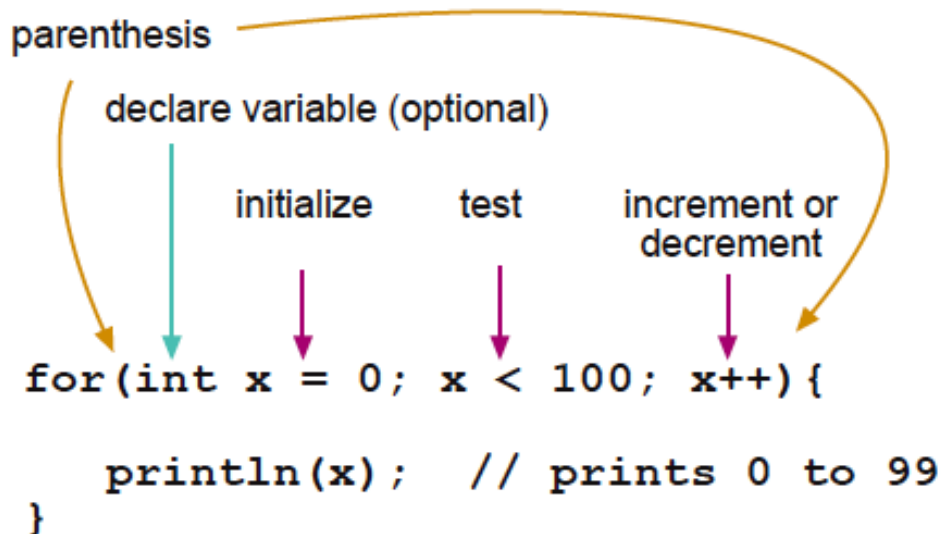 parenthesis
declare variable (optional)
initialize test increment or
decrement
for(int x = 0; x < 100; x++){
println(x); // prints 0 to 99
}